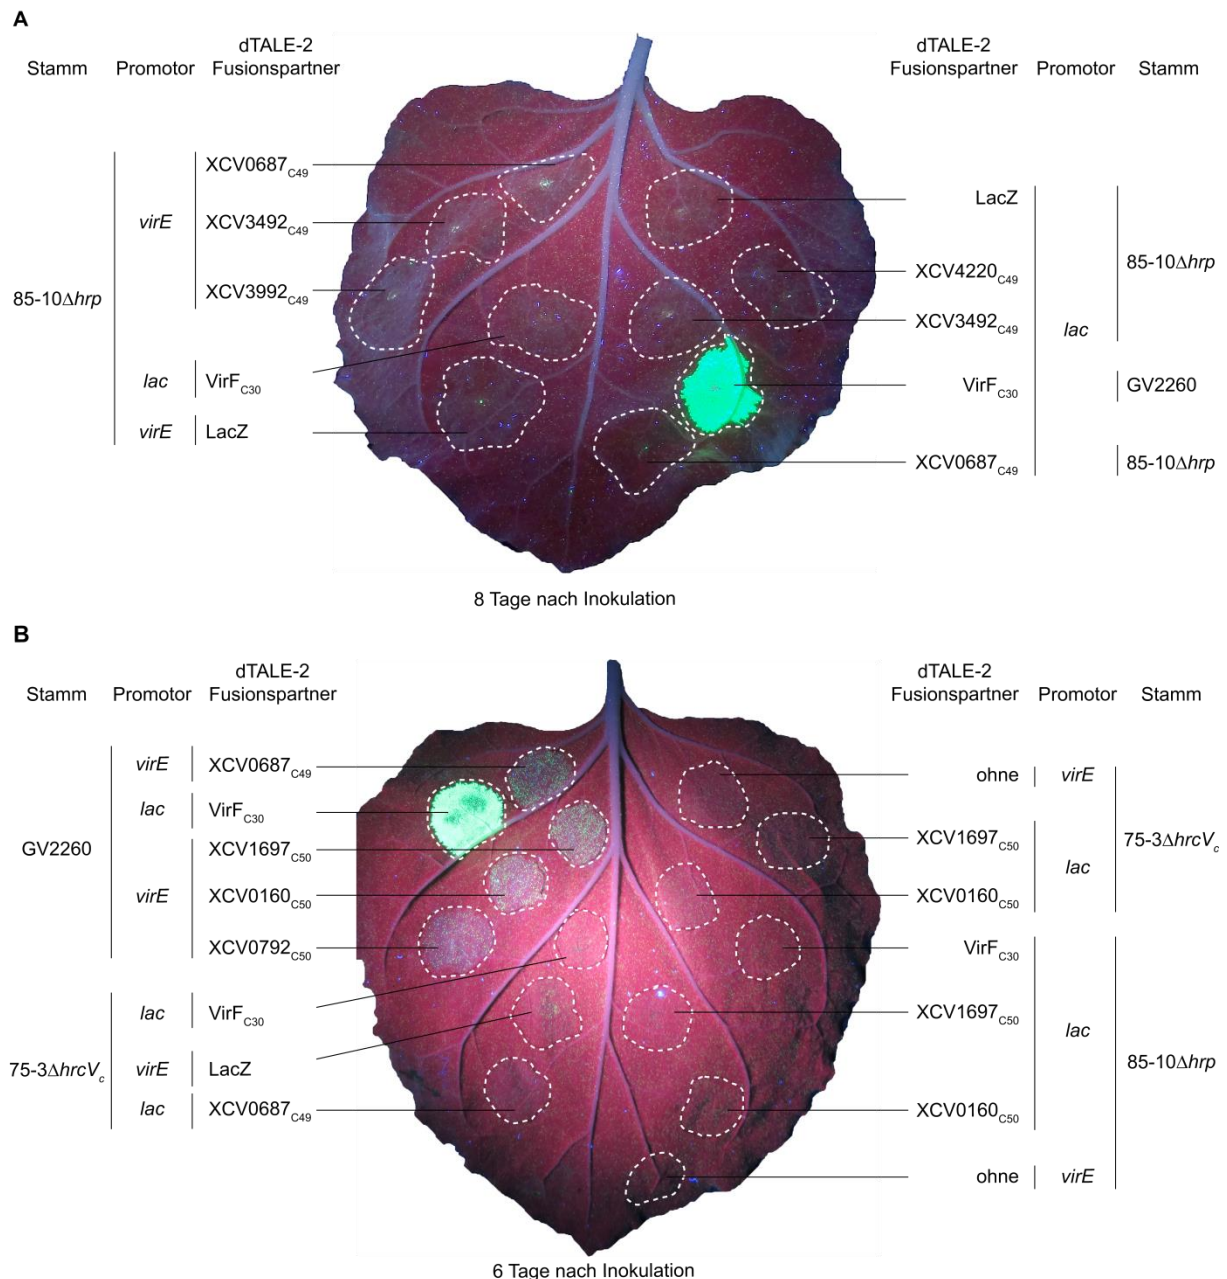 A
dTALE-2
Stamm Promotor Fusionspartner
85-10Δhrp
virE
XCV0687C49
XCV3492C49
XCV3992C49
lac VirFC30
virE LacZ
dTALE-2
Fusionspartner Promotor Stamm
LacZ
XCV4220C49
XCV3492C49
85-10Δhrp
lac
VirFC30 GV2260
XCV0687C49 85-10Δhrp
8 Tage nach Inokulation
B
dTALE-2
Stamm Promotor Fusionspartner
GV2260
virE XCV0687C49
lac VirFC30
virE
XCV1697C50
XCV0160C50
XCV0792C50
75-3ΔhrcVc
lac VirFC30
virE LacZ
lac XCV0687C49
dTALE-2
Fusionspartner Promotor Stamm
ohne virE
XCV1697C50
XCV0160C50
lac
75-3ΔhrcVc
VirFC30
XCV1697C50
XCV0160C50
lac
85-10Δhrp
ohne virE
6 Tage nach Inokulation